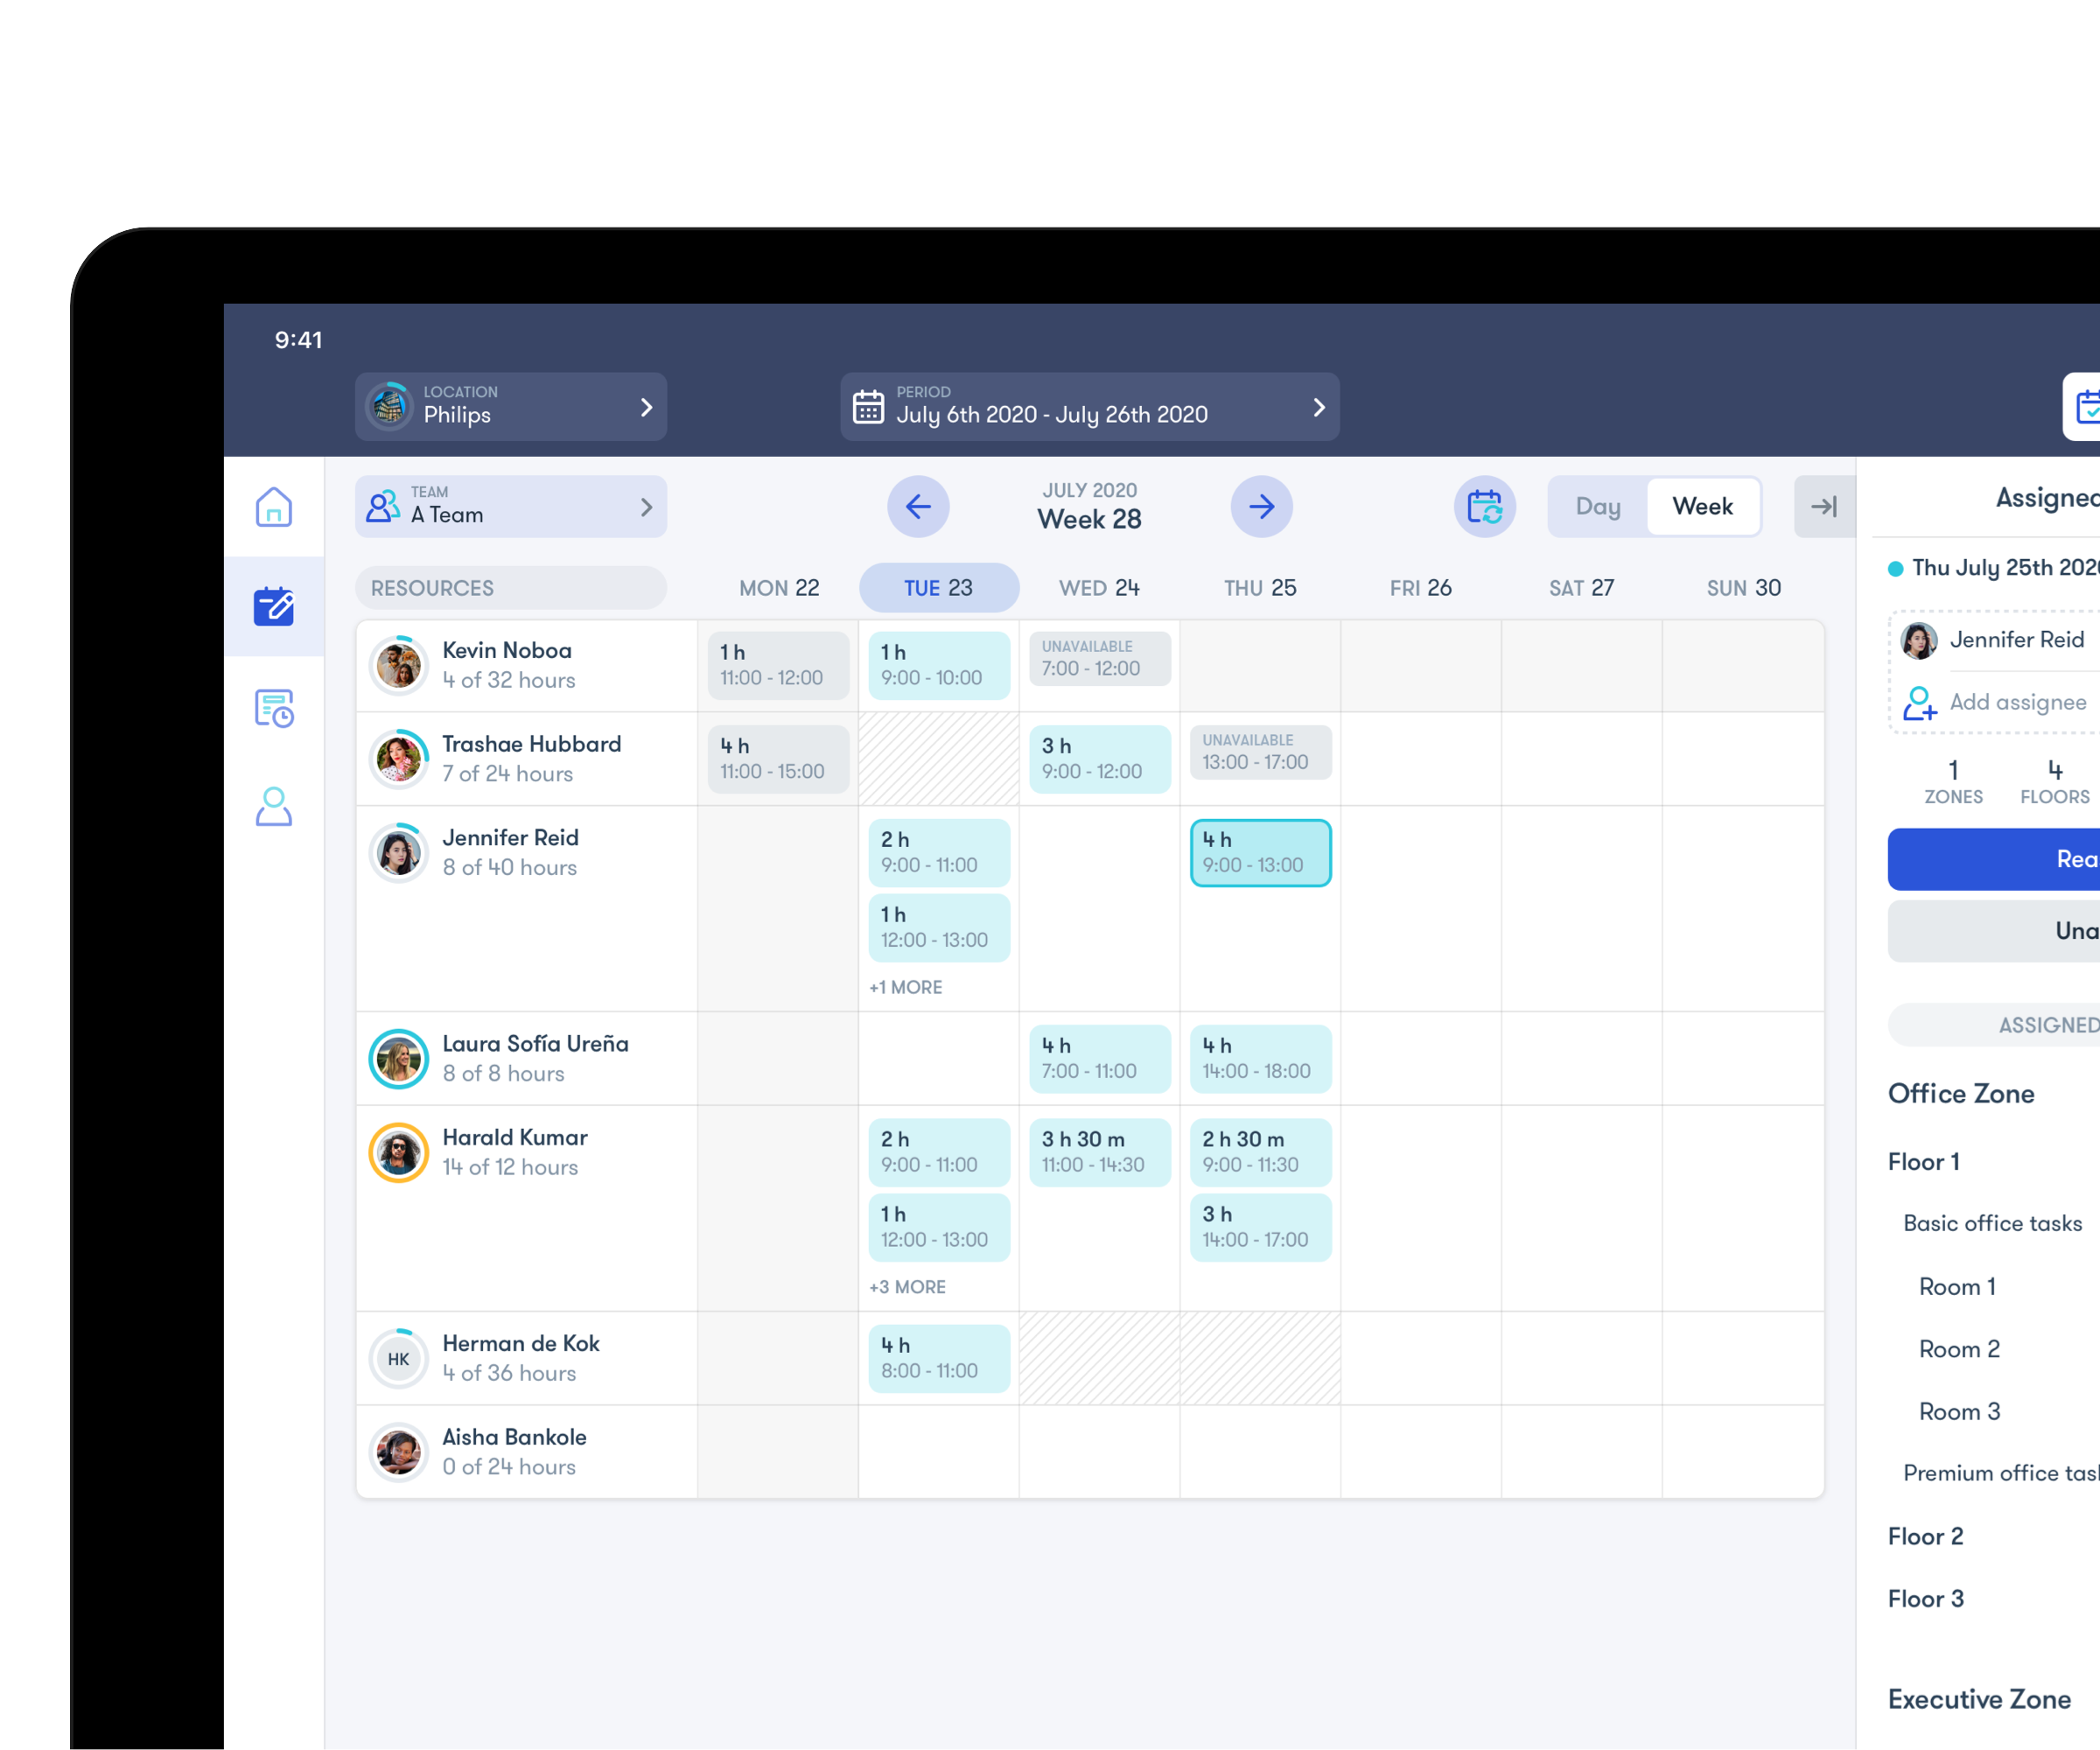 9:41
LOCATION
Philips
PERIOD
July 6th 2020 - July 26th 2020
TEAM
A Team
JULY 2020
Week 28
Day
Week
RESOURCES
MON 22
TUE 23
WED 24
THU 25
FRI 26
SAT 27
SUN 30
Kevin Noboa
4 of 32 hours
1 h
11:00 - 12:00
1 h
9:00 - 10:00
UNAVAILABLE
7:00 - 12:00
Trashae Hubbard
7 of 24 hours
4 h
11:00 - 15:00
3 h
9:00 - 12:00
UNAVAILABLE
13:00 - 17:00
Jennifer Reid
8 of 40 hours
2 h
9:00 - 11:00
1 h
12:00 - 13:00
+1 MORE
4 h
9:00 - 13:00
Laura Sofía Ureña
8 of 8 hours
4 h
7:00 - 11:00
4 h
14:00 - 18:00
Harald Kumar
14 of 12 hours
2 h
9:00 - 11:00
1 h
12:00 - 13:00
+3 MORE
3 h 30 m
11:00 - 14:30
2 h 30 m
9:00 - 11:30
3 h
14:00 - 17:00
HK
Herman de Kok
4 of 36 hours
4 h
8:00 - 11:00
Aisha Bankole
0 of 24 hours
Assigned
Thu July 25th 2020
Jennifer Reid
Add assignee
1
ZONES
4
FLOORS
Rea
Una
ASSIGNED
Office Zone
Floor 1
Basic office tasks
Room 1
Room 2
Room 3
Premium office tas
Floor 2
Floor 3
Executive Zone